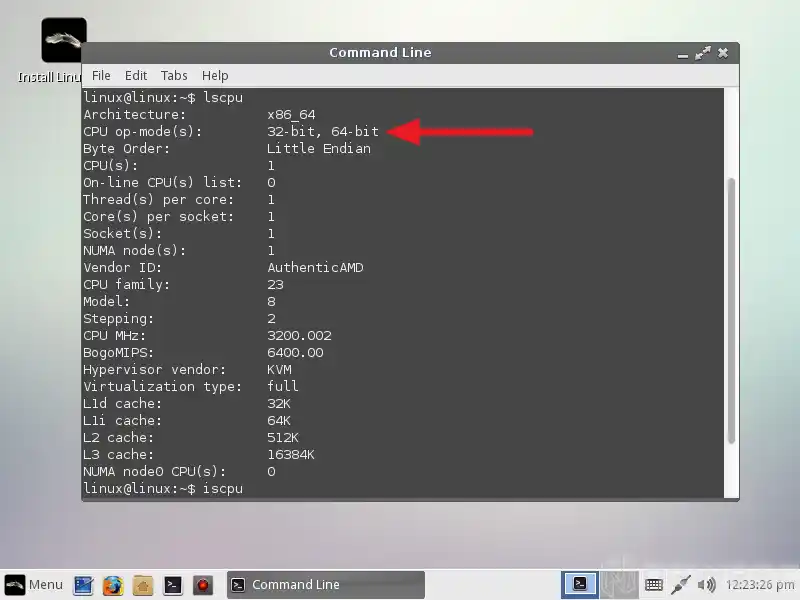 Command Line
Install Linu
File Edit Tabs Help
linux@linux:~$ lscpu
Architecture: x86_64
CPU op-mode(s): 32-bit, 64-bit
Byte Order: Little Endian
CPU(s): 1
On-line CPU(s) list: 0
Thread(s) per core: 1
Core(s) per socket: 1
Socket(s): 1
NUMA node(s): 1
Vendor ID: AuthenticAMD
CPU family: 23
Model: 8
Stepping: 2
CPU MHz: 3200.002
BogoMIPS: 6400.00
Hypervisor vendor: KVM
Virtualization type: full
L1d cache: 32K
L1i cache: 64K
L2 cache: 512K
L3 cache: 16384K
NUMA node0 CPU(s): 0
linux@linux:~$ iscpu
Menu Command Line 12:23:26 pm